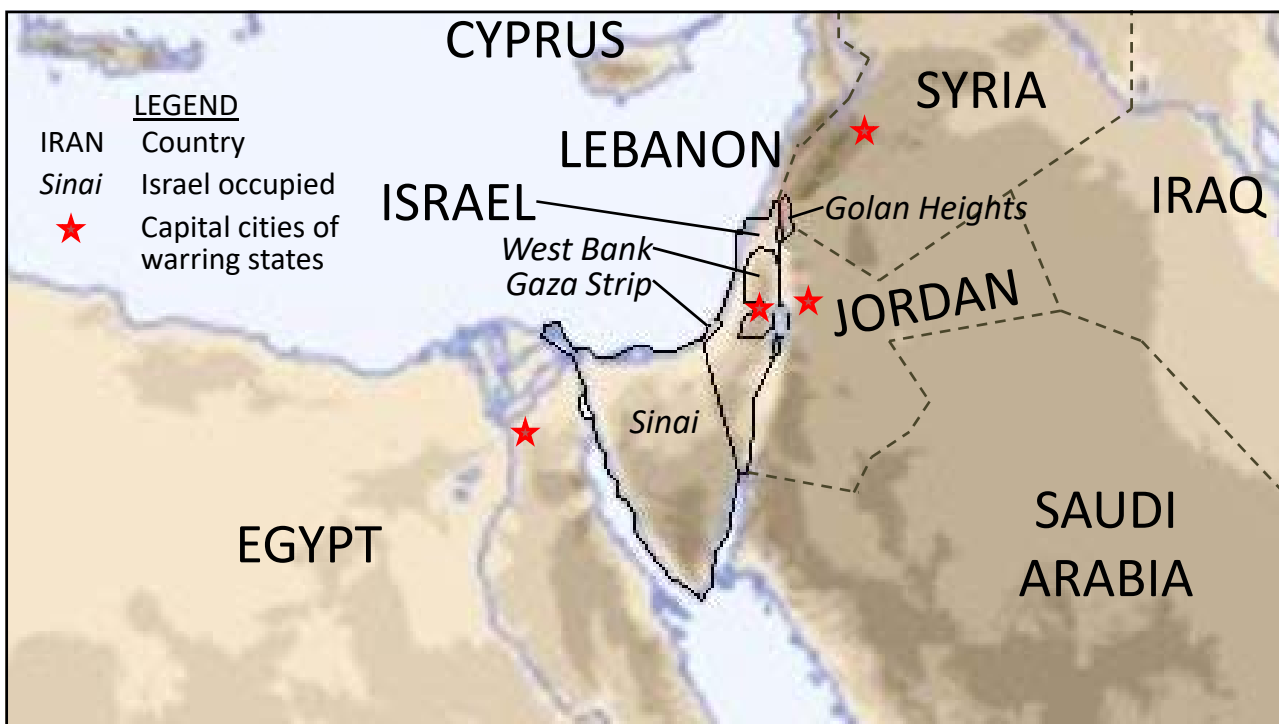 CYPRUS
SYRIA
LEGEND
IRAN Country
Sinai Israel occupied
Capital cities of
warring states
LEBANON
ISRAEL
Golan Heights
IRAQ
West Bank
Gaza Strip
JORDAN
Sinai
EGYPT
SAUDI
ARABIA